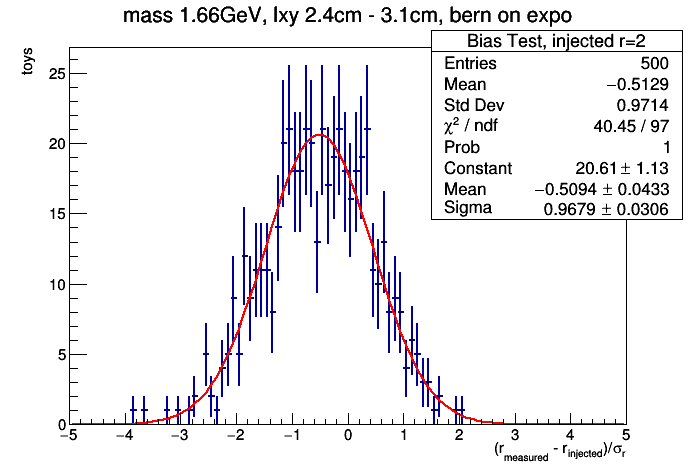 mass 1.66GeV, lxy 2.4cm - 3.1cm, bern on expo
toys
Bias Test, injected r=2
Entries 500
Mean −0.5129
Std Dev 0.9714
χ² / ndf 40.45 / 97
Prob 1
Constant 20.61 ± 1.13
Mean −0.5094 ± 0.0433
Sigma 0.9679 ± 0.0306
25
20
15
10
5
0
−5 −4 −3 −2 −1 0 1 2 3 4 5
(r_measured - r_injected)/σ_r